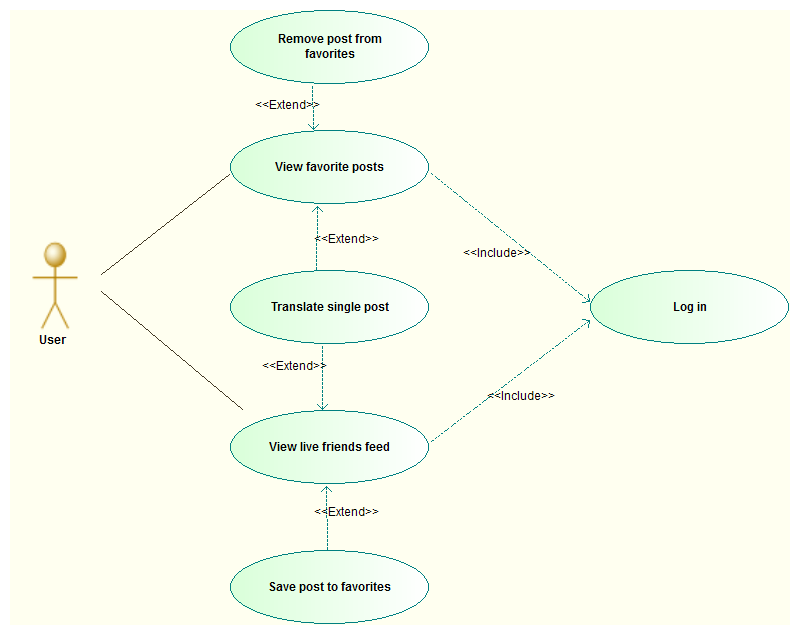 Remove post from
favorites
<<Extend>>
View favorite posts
<<Extend>>
<<Include>>
Translate single post
Log in
User
<<Extend>>
<<Include>>
View live friends feed
<<Extend>>
Save post to favorites